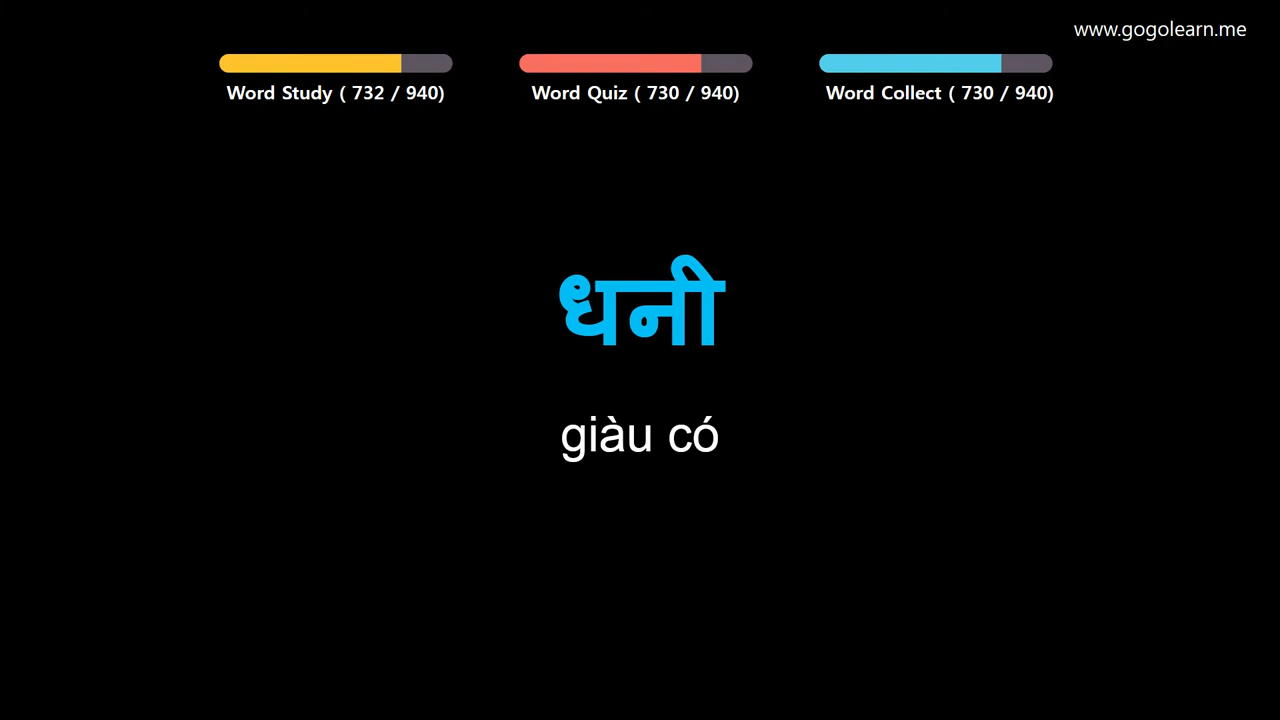 www.gogolearn.me
Word Study ( 732 / 940)
Word Quiz ( 730 / 940)
Word Collect ( 730 / 940)
धनी
giàu có